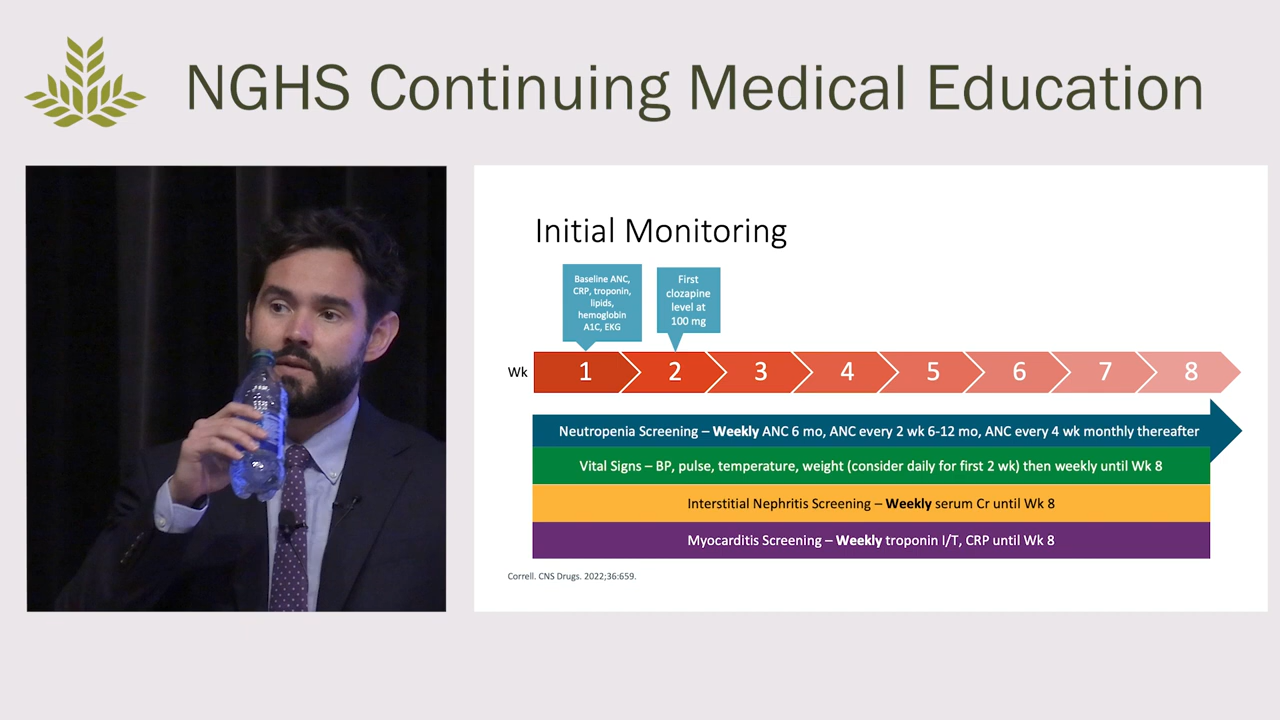 NGHS Continuing Medical Education
Initial Monitoring
Baseline ANC,
CRP, troponin,
lipids,
hemoglobin
A1C, EKG
First
clozapine
level at
100 mg
Wk 1 2 3 4 5 6 7 8
Neutropenia Screening – Weekly ANC 6 mo, ANC every 2 wk 6-12 mo, ANC every 4 wk monthly thereafter
Vital Signs – BP, pulse, temperature, weight (consider daily for first 2 wk) then weekly until Wk 8
Interstitial Nephritis Screening – Weekly serum Cr until Wk 8
Myocarditis Screening – Weekly troponin I/T, CRP until Wk 8
Correll. CNS Drugs. 2022;36:659.